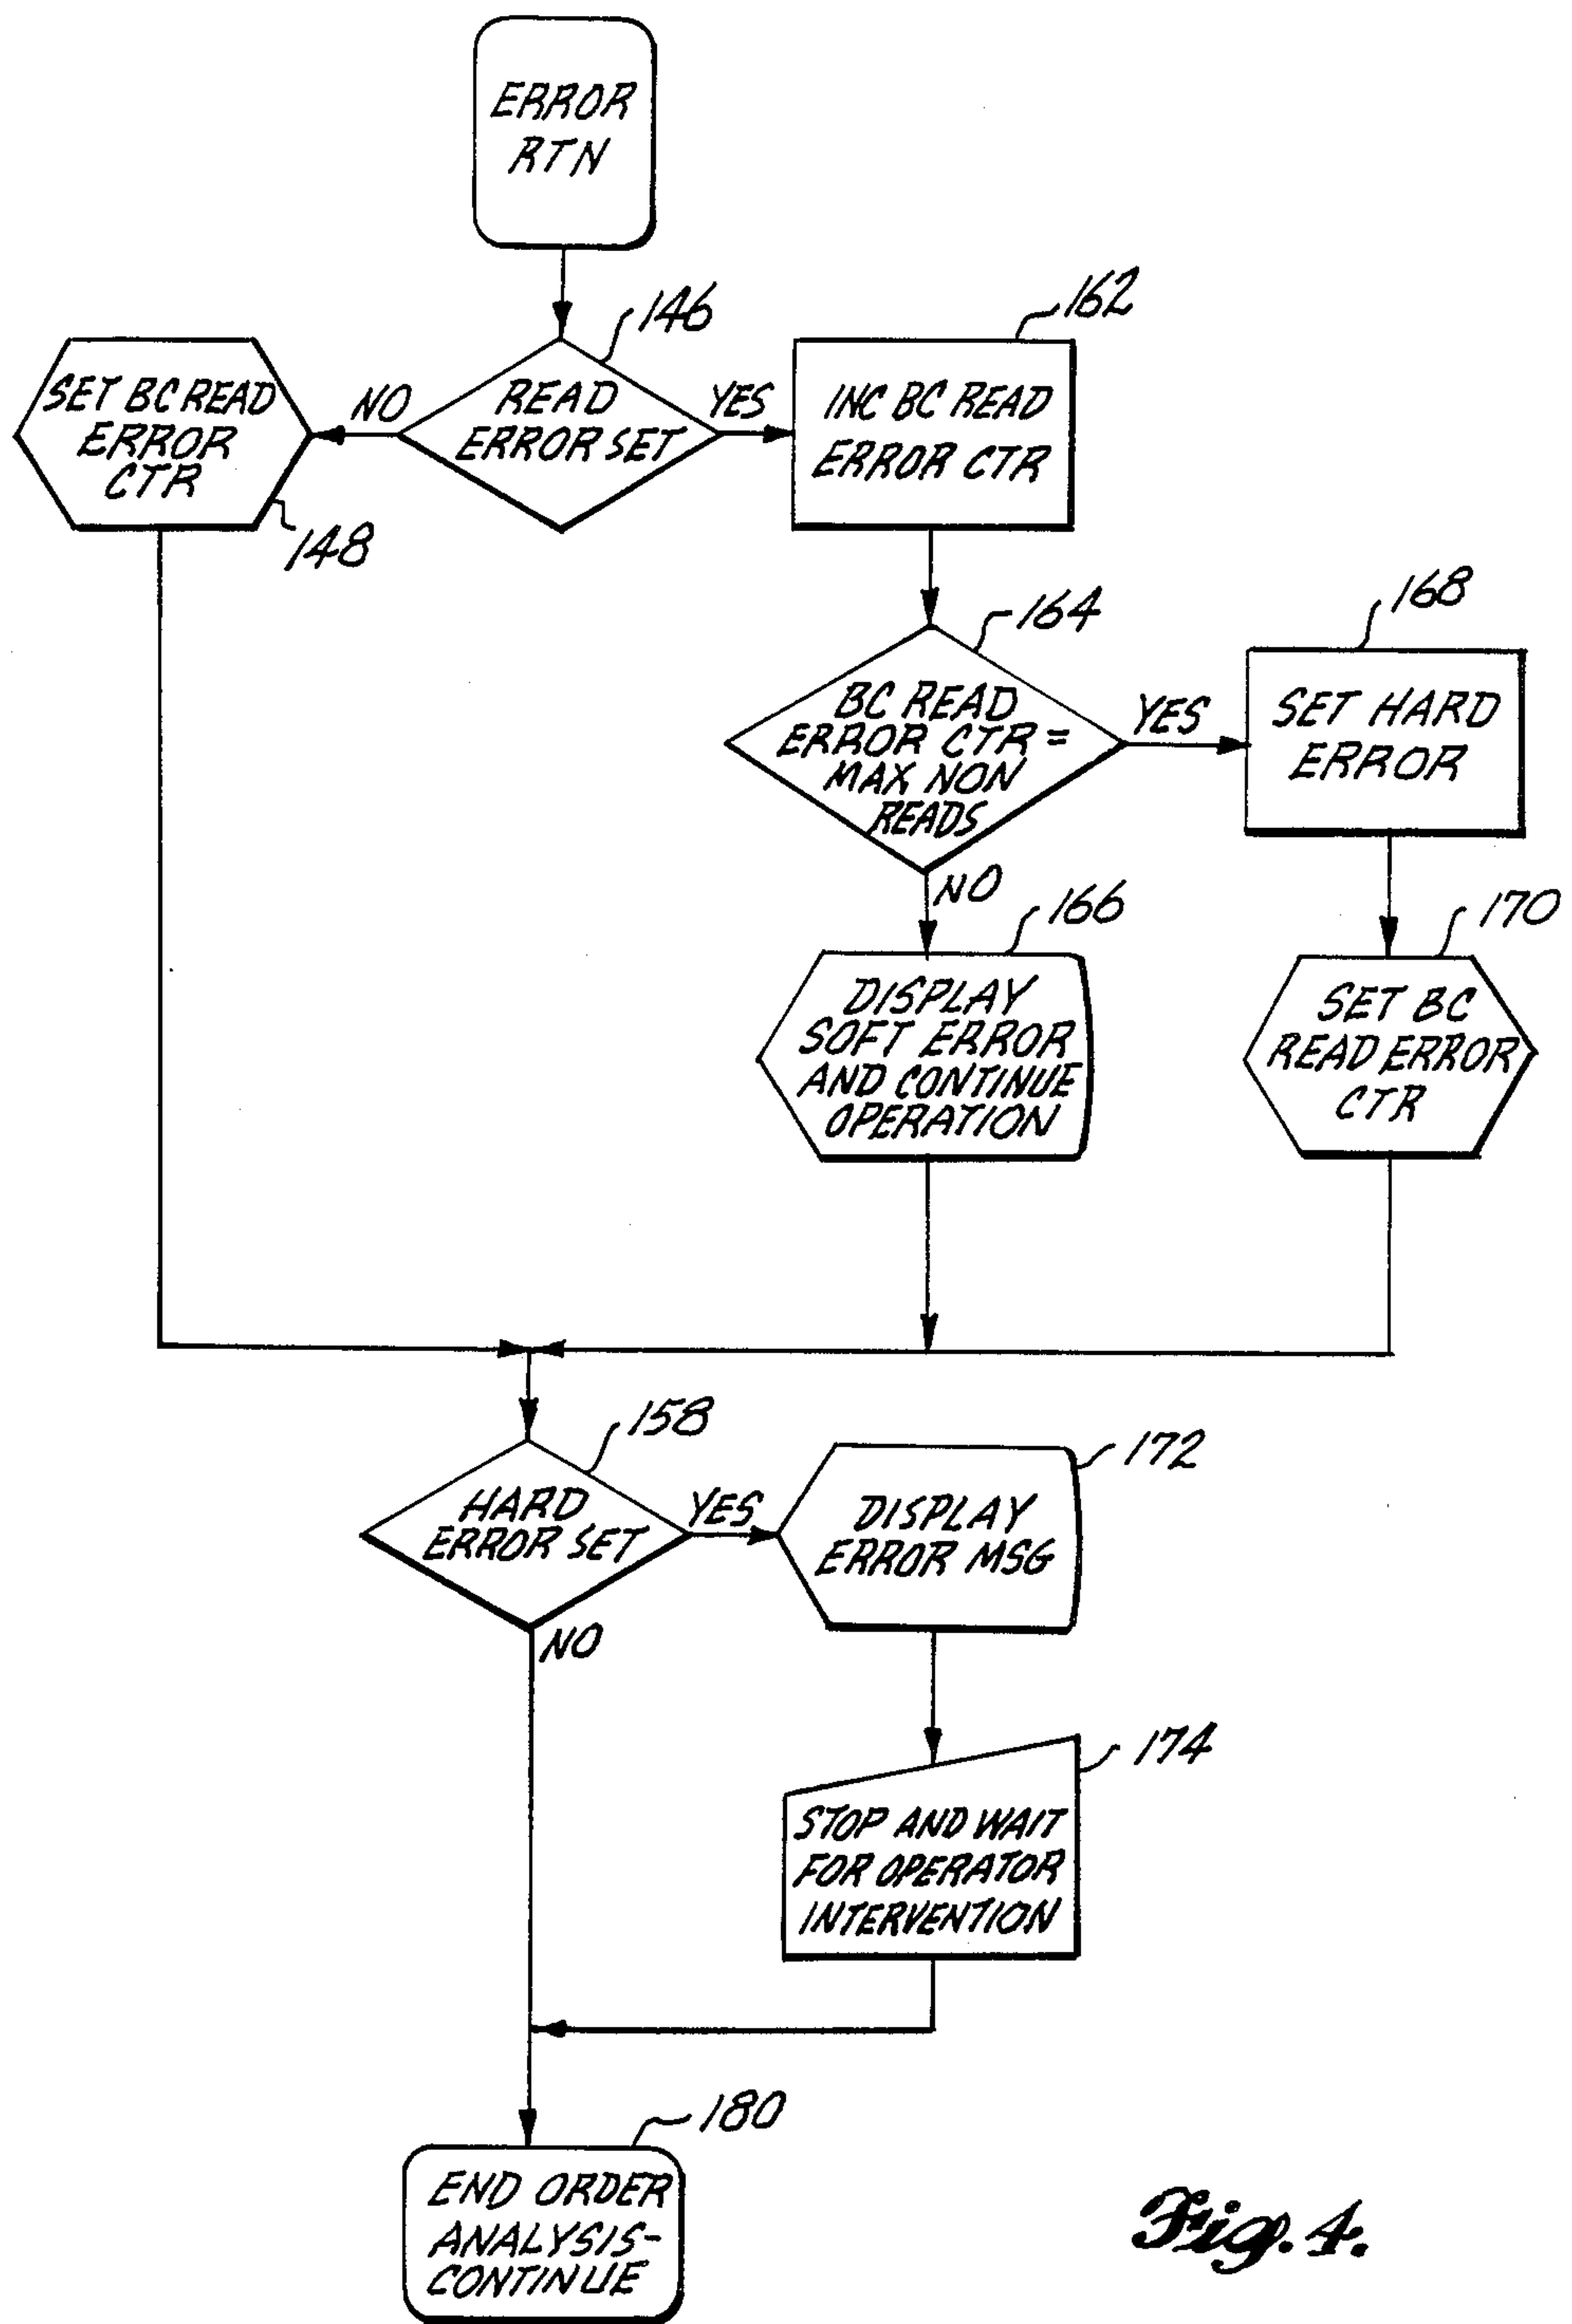 ERROR
RTN
146
162
SET BC READ
ERROR
CTR
NO
READ
ERROR SET
YES
INC BC READ
ERROR CTR
148
164
168
BC READ
ERROR CTR =
MAX NON
READS
YES
SET HARD
ERROR
NO
166
170
DISPLAY
SOFT ERROR
AND CONTINUE
OPERATION
SET BC
READ ERROR
CTR
158
172
HARD
ERROR SET
YES
DISPLAY
ERROR MSG
NO
174
STOP AND WAIT
FOR OPERATOR
INTERVENTION
180
END ORDER
ANALYSIS-
CONTINUE
Fig. 4.